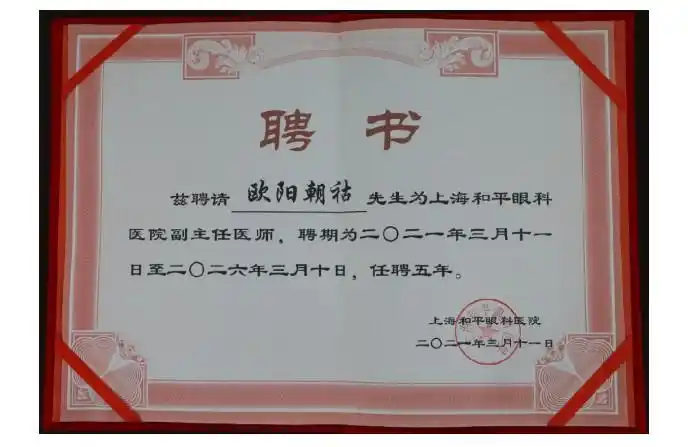 聘书
兹聘请 欧阳朝祜 先生为上海和平眼科
医院副主任医师，聘期为二〇二一年三月十一
日至二〇二六年三月十日，任聘五年。
上海和平眼科医院
二〇二一年三月十一日